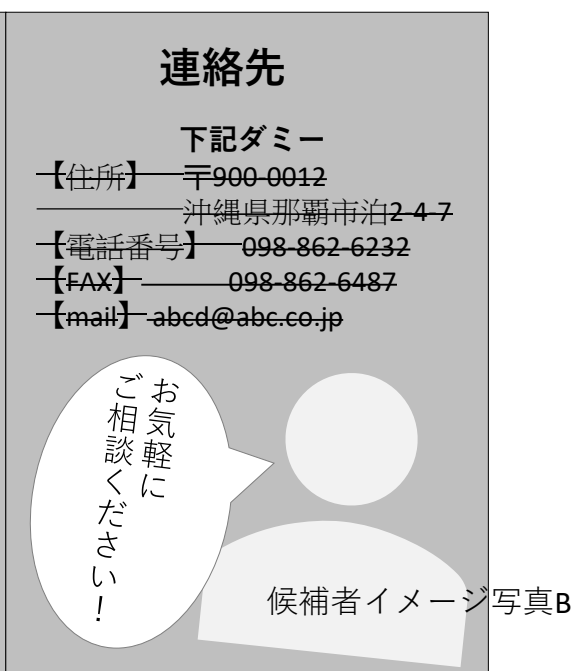 連絡先
下記ダミー
【住所】 〒900-0012
沖縄県那覇市泊2-4-7
【電話番号】 098-862-6232
【FAX】 098-862-6487
【mail】 abcd@abc.co.jp
お気軽に
ご相談ください！
候補者イメージ写真B